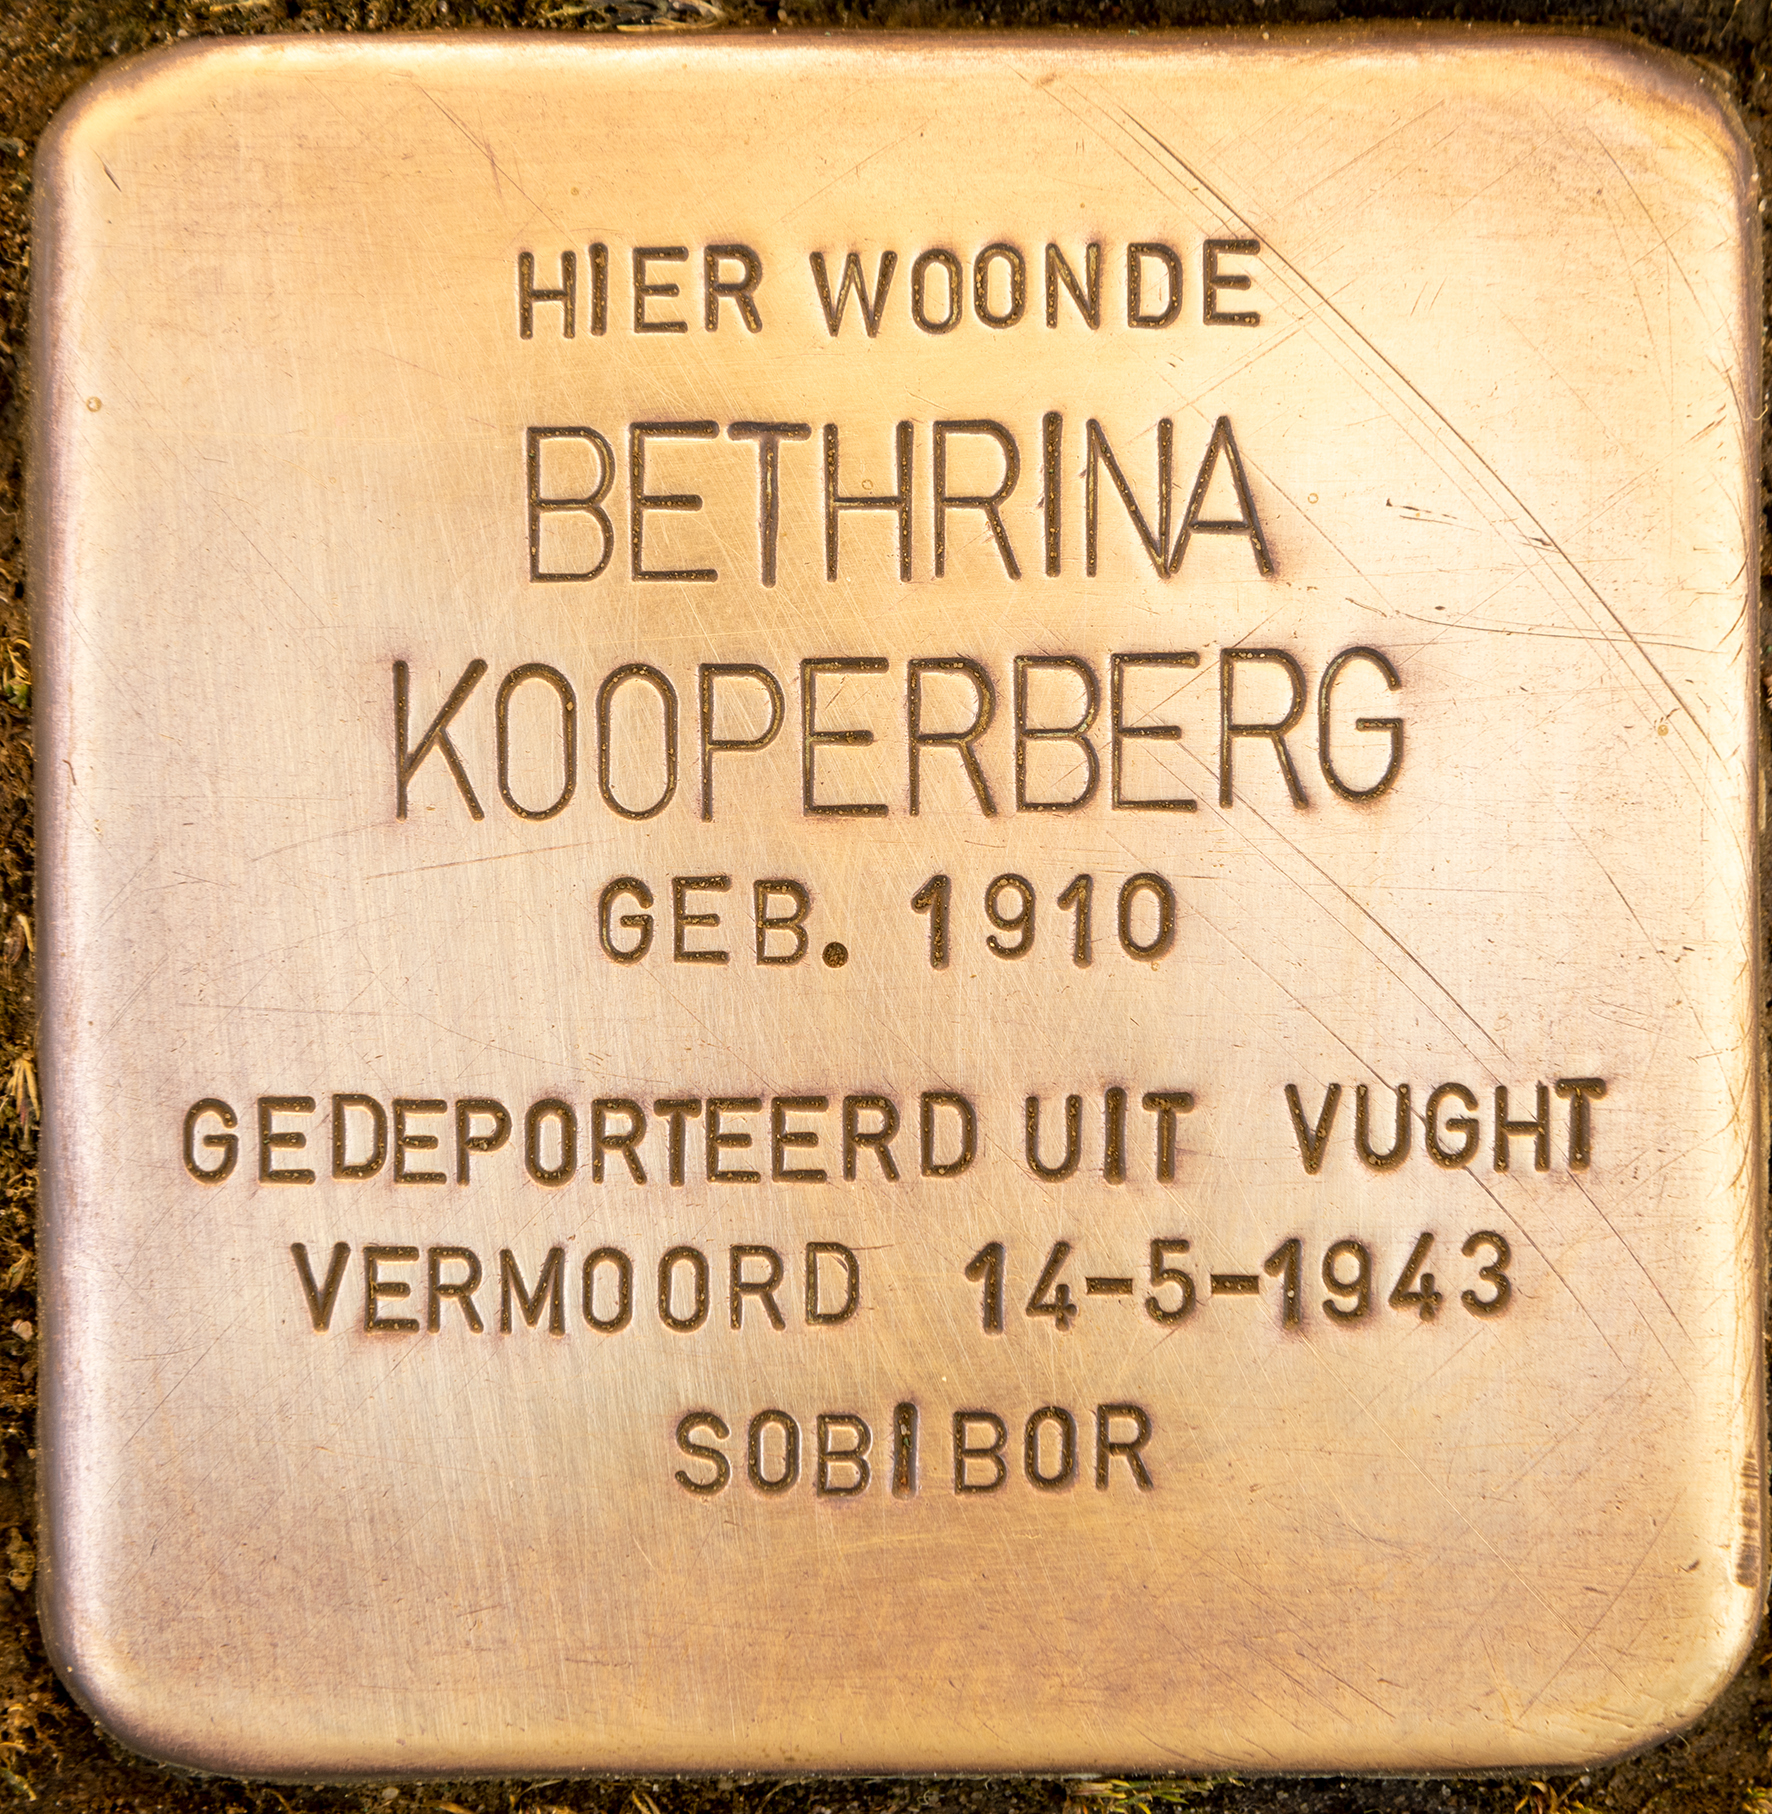 HIER WOONDE
BETHRINA
KOOPERBERG
GEB. 1910
GEDEPORTEERD UIT VUGHT
VERMOORD 14-5-1943
SOBIBOR